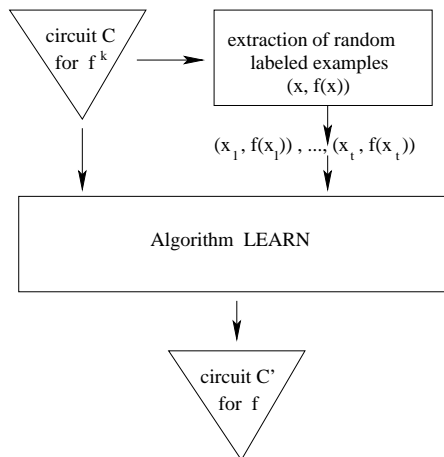 circuit C
for f^k
extraction of random
labeled examples
(x, f(x))
(x_1, f(x_1)) , ..., (x_t, f(x_t))
Algorithm LEARN
circuit C'
for f